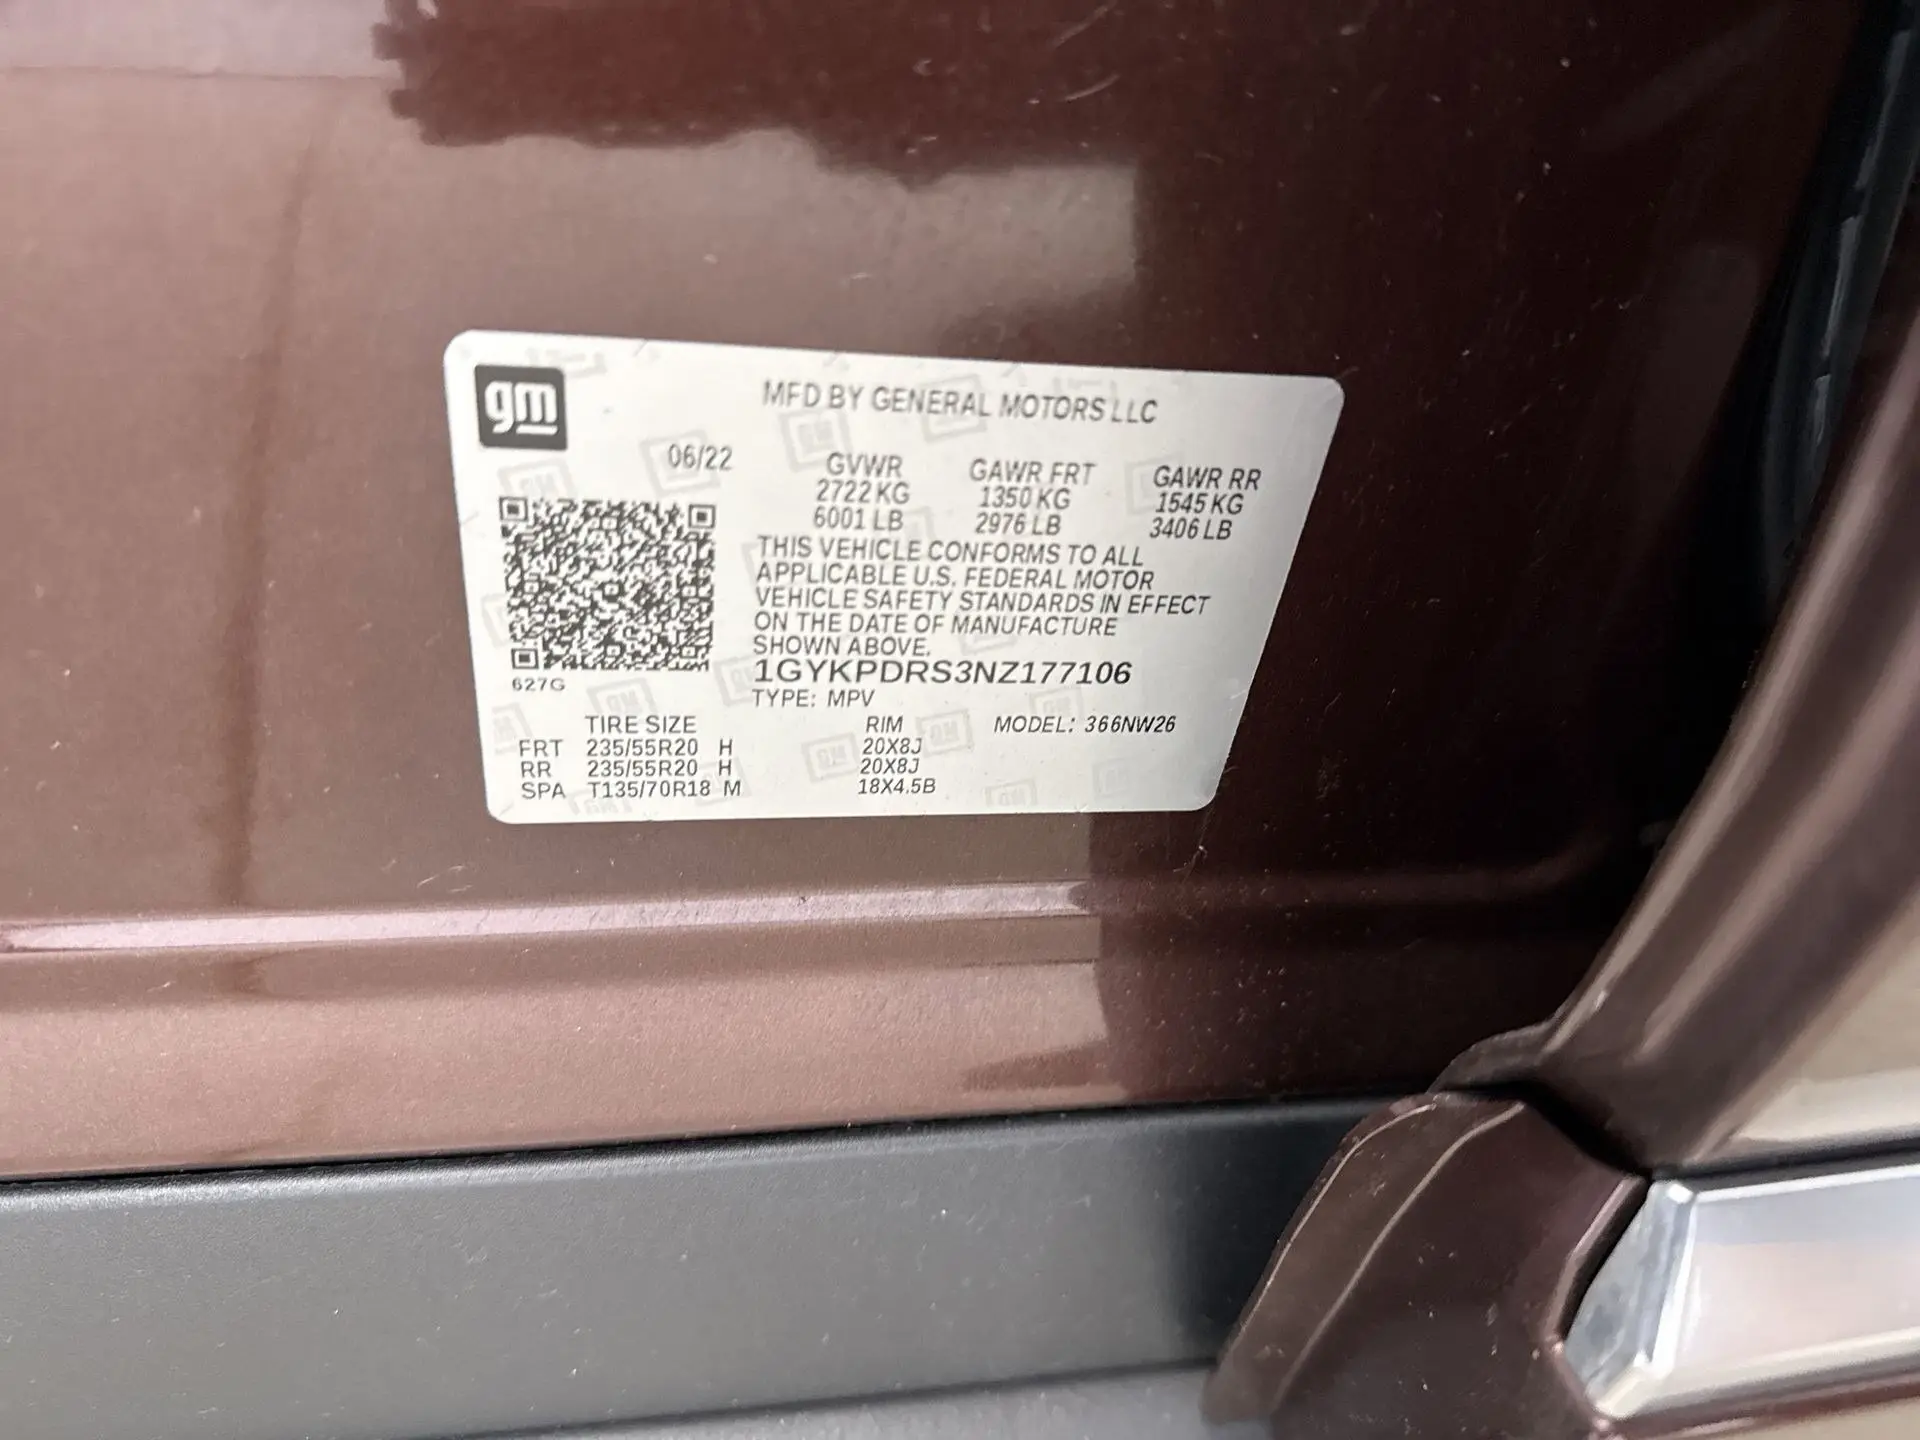 gm
MFD BY GENERAL MOTORS LLC
06/22 GVWR GAWR FRT GAWR RR
2722 KG 1350 KG 1545 KG
6001 LB 2976 LB 3406 LB
THIS VEHICLE CONFORMS TO ALL
APPLICABLE U.S. FEDERAL MOTOR
VEHICLE SAFETY STANDARDS IN EFFECT
ON THE DATE OF MANUFACTURE
SHOWN ABOVE.
1GYKPDRS3NZ177106
627G
TYPE: MPV
TIRE SIZE RIM MODEL: 366NW26
FRT 235/55R20 H 20X8J
RR 235/55R20 H 20X8J
SPA T135/70R18 M 18X4.5B